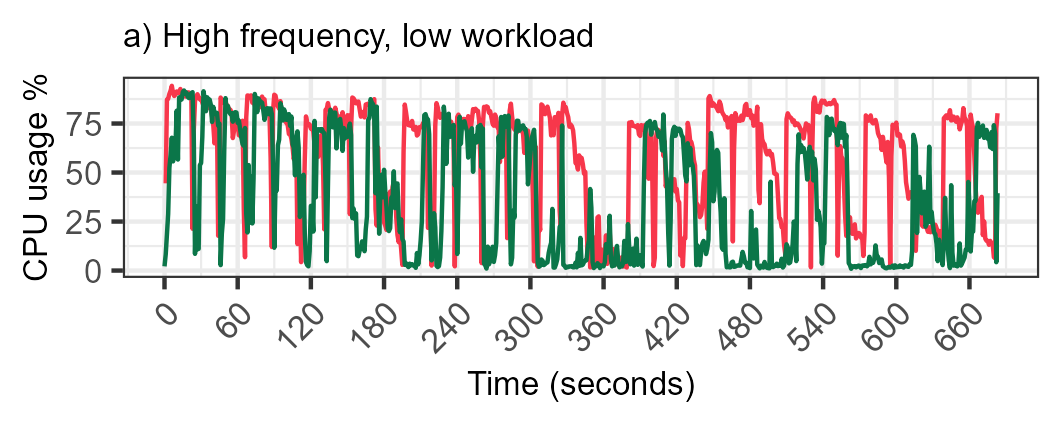 a) High frequency, low workload
CPU usage %
75
50
25
0
0 60 120 180 240 300 360 420 480 540 600 660
Time (seconds)